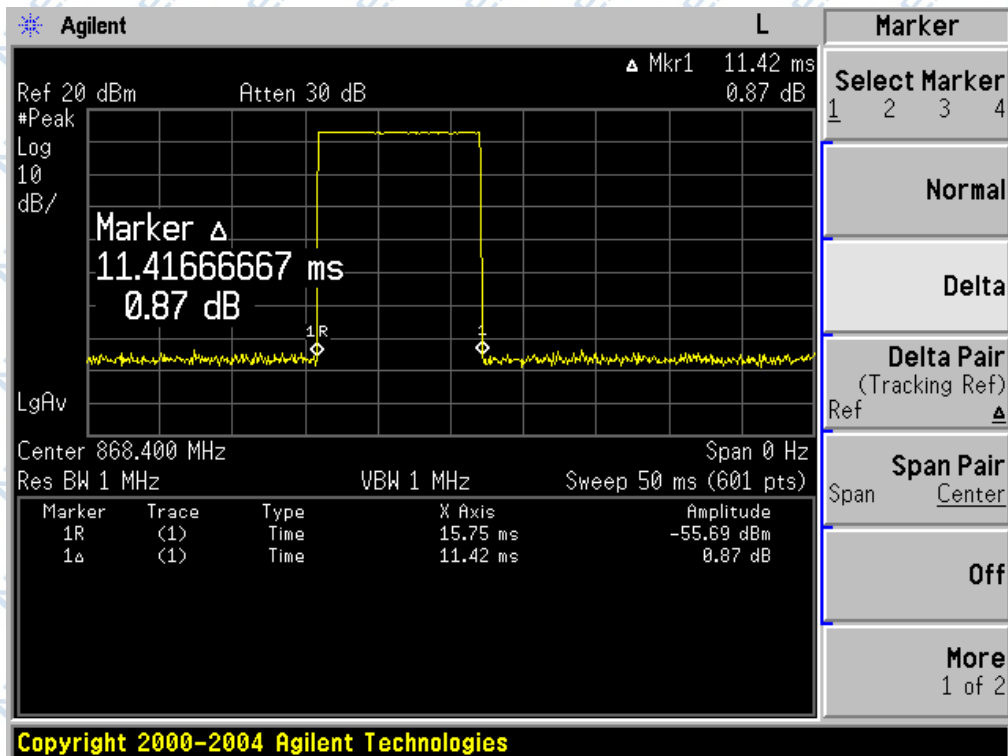 Agilent L
Marker
Δ Mkr1 11.42 ms
Ref 20 dBm Atten 30 dB 0.87 dB
#Peak
Log
10
dB/
Marker Δ
11.41666667 ms
0.87 dB
1R 1
LgAv
Center 868.400 MHz Span 0 Hz
Res BW 1 MHz VBW 1 MHz Sweep 50 ms (601 pts)
Marker Trace Type X Axis Amplitude
1R (1) Time 15.75 ms -55.69 dBm
1Δ (1) Time 11.42 ms 0.87 dB
Select Marker
1 2 3 4
Normal
Delta
Delta Pair
(Tracking Ref)
Ref Δ
Span Pair
Span Center
Off
More
1 of 2
Copyright 2000-2004 Agilent Technologies